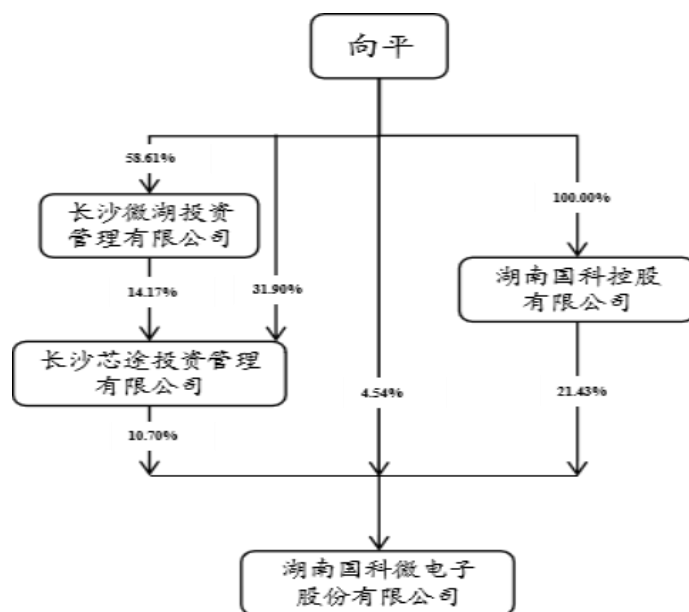 向平
58.61%
100.00%
长沙微湖投资
管理有限公司
湖南国科控股
有限公司
14.17%
31.90%
长沙芯途投资管理
有限公司
4.54%
21.43%
10.70%
湖南国科微电子
股份有限公司